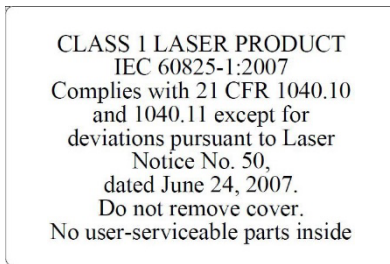 CLASS 1 LASER PRODUCT
IEC 60825-1:2007
Complies with 21 CFR 1040.10
and 1040.11 except for
deviations pursuant to Laser
Notice No. 50,
dated June 24, 2007.
Do not remove cover.
No user-serviceable parts inside